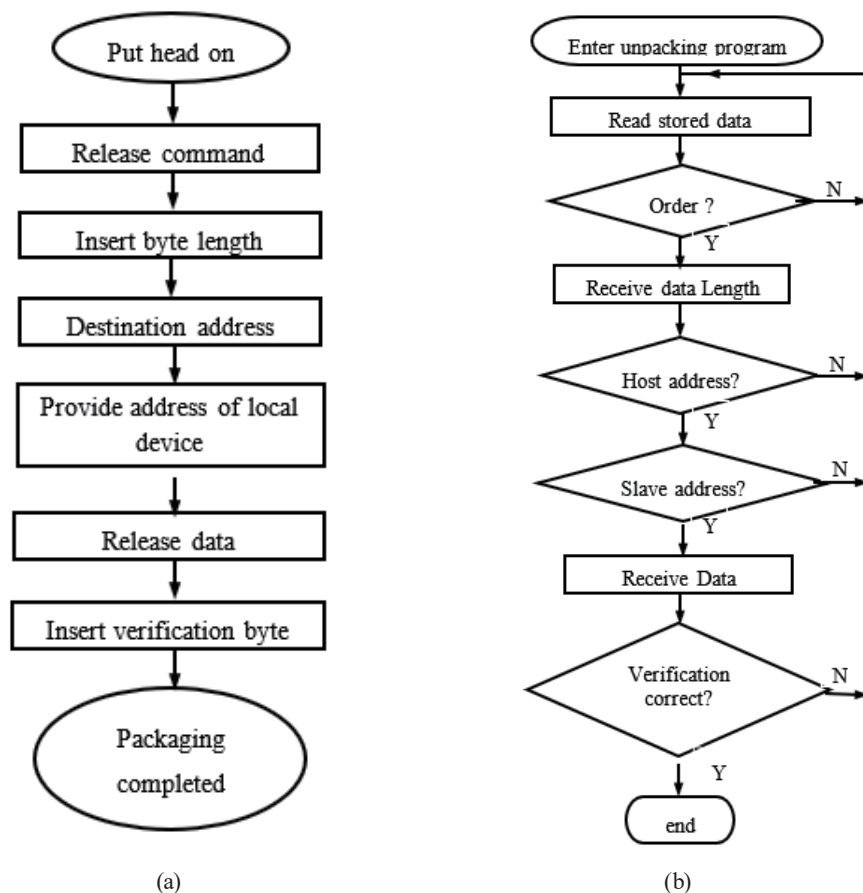 Put head on
Release command
Insert byte length
Destination address
Provide address of local
device
Release data
Insert verification byte
Packaging
completed
(a)
Enter unpacking program
Read stored data
Order ?
N
Y
Receive data Length
Host address?
N
Y
Slave address?
N
Y
Receive Data
Verification
correct?
N
Y
end
(b)